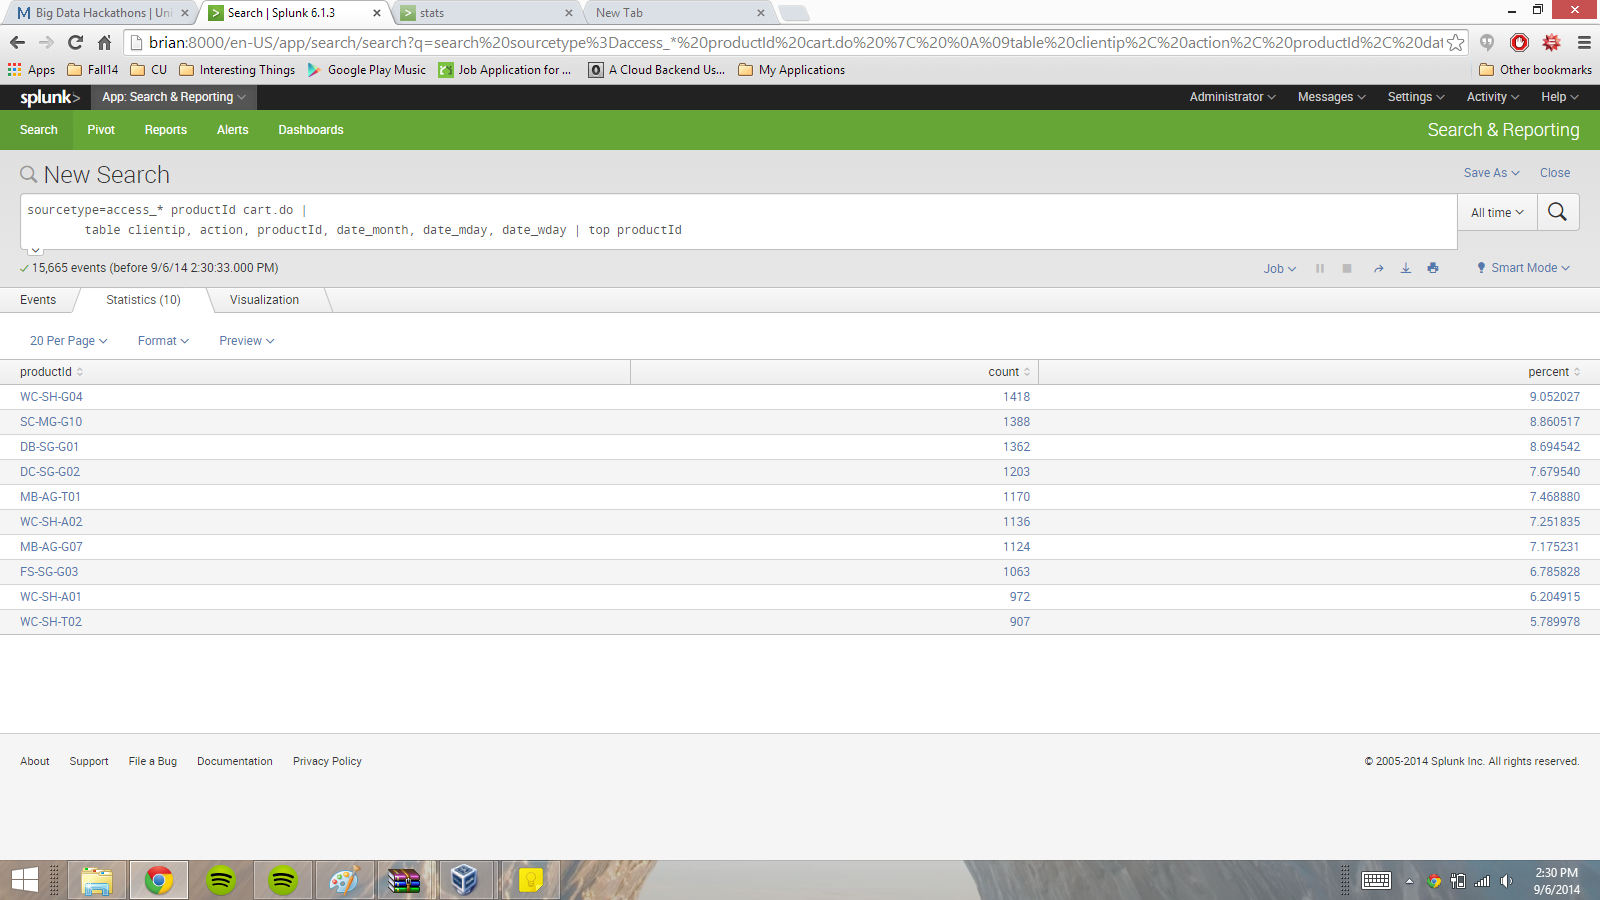 M Big Data Hackathons | Uni
Search | Splunk 6.1.3
stats
New Tab
brian:8000/en-US/app/search/search?q=search%20sourcetype%3Daccess_*%20productId%20cart.do%20%7C%20%0A%09table%20clientip%2C%20action%2C%20productId%2C%20dat
Apps
Fall14
CU
Interesting Things
Google Play Music
Job Application for ...
A Cloud Backend Us...
My Applications
Other bookmarks
splunk>
App: Search & Reporting
Administrator
Messages
Settings
Activity
Help
Search
Pivot
Reports
Alerts
Dashboards
Search & Reporting
New Search
Save As
Close
sourcetype=access_* productId cart.do |
table clientip, action, productId, date_month, date_mday, date_wday | top productId
All time
15,665 events (before 9/6/14 2:30:33.000 PM)
Job
Smart Mode
Events
Statistics (10)
Visualization
20 Per Page
Format
Preview
productId count percent
WC-SH-G04 1418 9.052027
SC-MG-G10 1388 8.860517
DB-SG-G01 1362 8.694542
DC-SG-G02 1203 7.679540
MB-AG-T01 1170 7.468880
WC-SH-A02 1136 7.251835
MB-AG-G07 1124 7.175231
FS-SG-G03 1063 6.785828
WC-SH-A01 972 6.204915
WC-SH-T02 907 5.789978
About
Support
File a Bug
Documentation
Privacy Policy
© 2005-2014 Splunk Inc. All rights reserved.
2:30 PM
9/6/2014